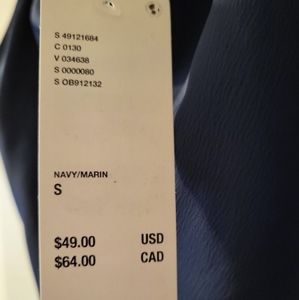 S 49121684
C 0130
V 034638
S 0000080
S OB912132
NAVY/MARIN
S
$49.00 USD
$64.00 CAD